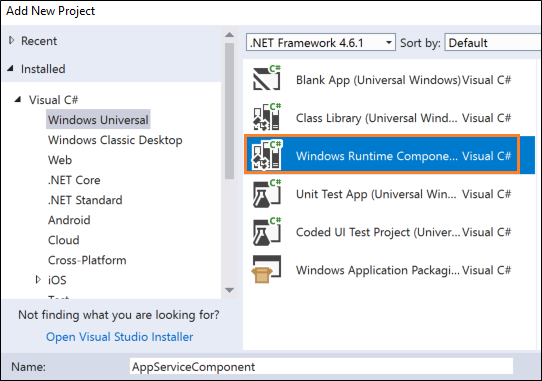 Add New Project
Recent
Installed
Visual C#
Windows Universal
Windows Classic Desktop
Web
.NET Core
.NET Standard
Android
Cloud
Cross-Platform
iOS
Not finding what you are looking for?
Open Visual Studio Installer
.NET Framework 4.6.1 Sort by: Default
C# Blank App (Universal Windows) Visual C#
C# Class Library (Universal Wind... Visual C#
C# Windows Runtime Compone... Visual C#
C# Unit Test App (Universal Win... Visual C#
C# Coded UI Test Project (Univer... Visual C#
Windows Application Packagi... Visual C#
Name: AppServiceComponent